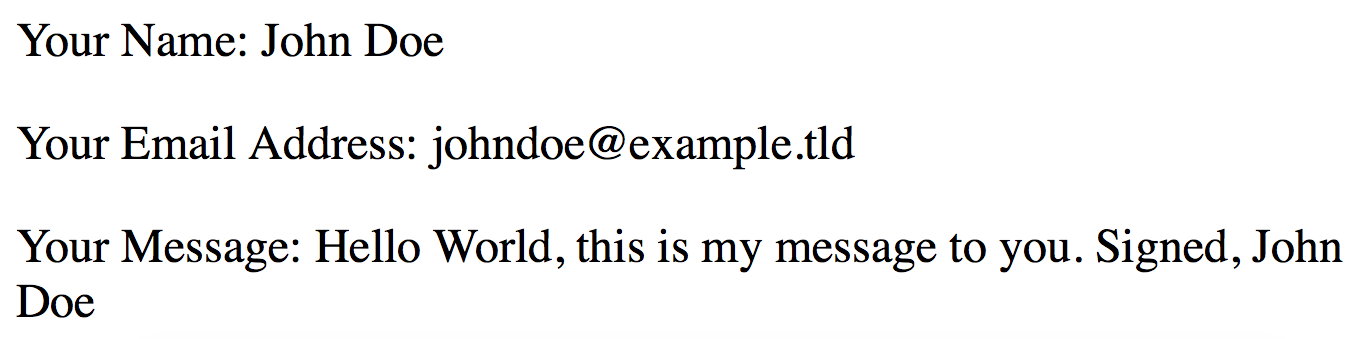 Your Name: John Doe
Your Email Address: johndoe@example.tld
Your Message: Hello World, this is my message to you. Signed, John
Doe